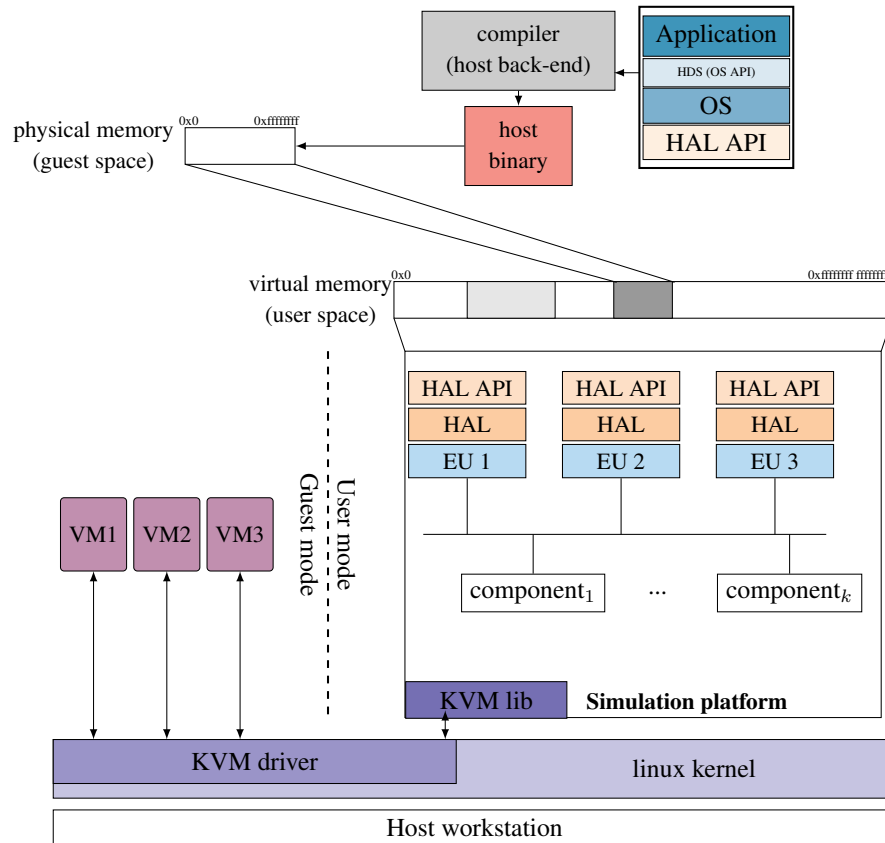 compiler
(host back-end)
Application
HDS (OS API)
OS
HAL API
host
binary
physical memory
(guest space)
0x0
0xffffffff
virtual memory
(user space)
0x0
0xffffffff ffffffff
HAL API
HAL API
HAL API
HAL
HAL
HAL
EU 1
EU 2
EU 3
User mode
Guest mode
VM1
VM2
VM3
component1
...
componentk
KVM lib
Simulation platform
KVM driver
linux kernel
Host workstation